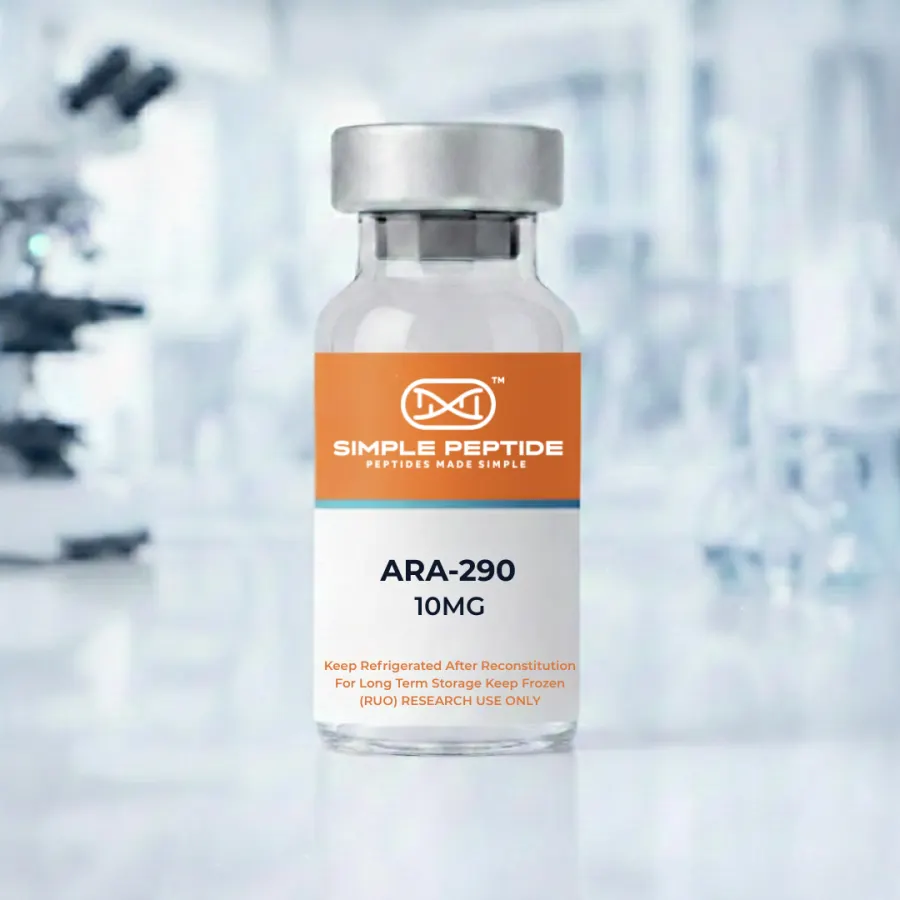 TM
SIMPLE PEPTIDE
PEPTIDES MADE SIMPLE
ARA-290
10MG
Keep Refrigerated After Reconstitution
For Long Term Storage Keep Frozen
(RUO) RESEARCH USE ONLY